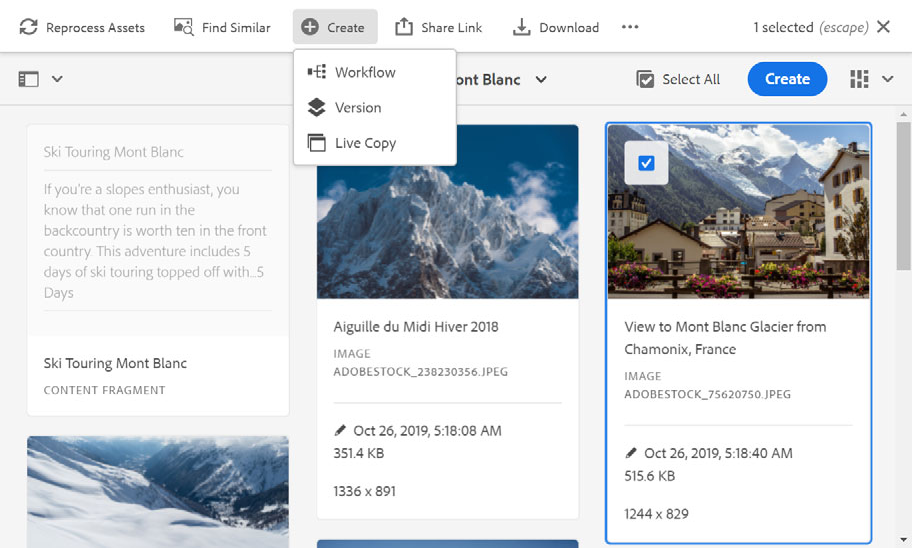 Reprocess Assets Find Similar Create Share Link Download ••• 1 selected (escape)
Workflow
Version
Live Copy
ont Blanc
Select All
Create
Ski Touring Mont Blanc
If you're a slopes enthusiast, you
know that one run in the
backcountry is worth ten in the front
country. This adventure includes 5
days of ski touring topped off with...5
Days
Ski Touring Mont Blanc
CONTENT FRAGMENT
Aiguille du Midi Hiver 2018
IMAGE
ADOBESTOCK_238230356.JPEG
Oct 26, 2019, 5:18:08 AM
351.4 KB
1336 x 891
View to Mont Blanc Glacier from
Chamonix, France
IMAGE
ADOBESTOCK_75620750.JPEG
Oct 26, 2019, 5:18:40 AM
515.6 KB
1244 x 829